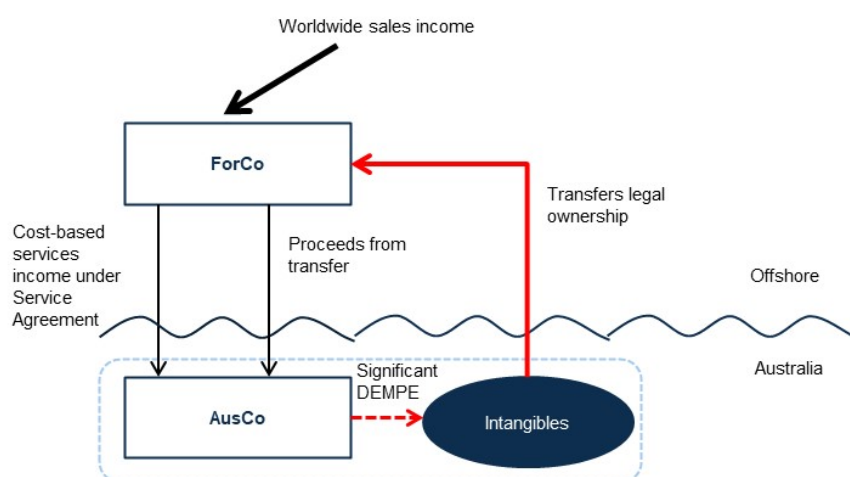 Worldwide sales income
ForCo
Transfers legal
ownership
Cost-based
services
income under
Service
Agreement
Proceeds from
transfer
Offshore
Australia
Significant
DEMPE
AusCo
Intangibles